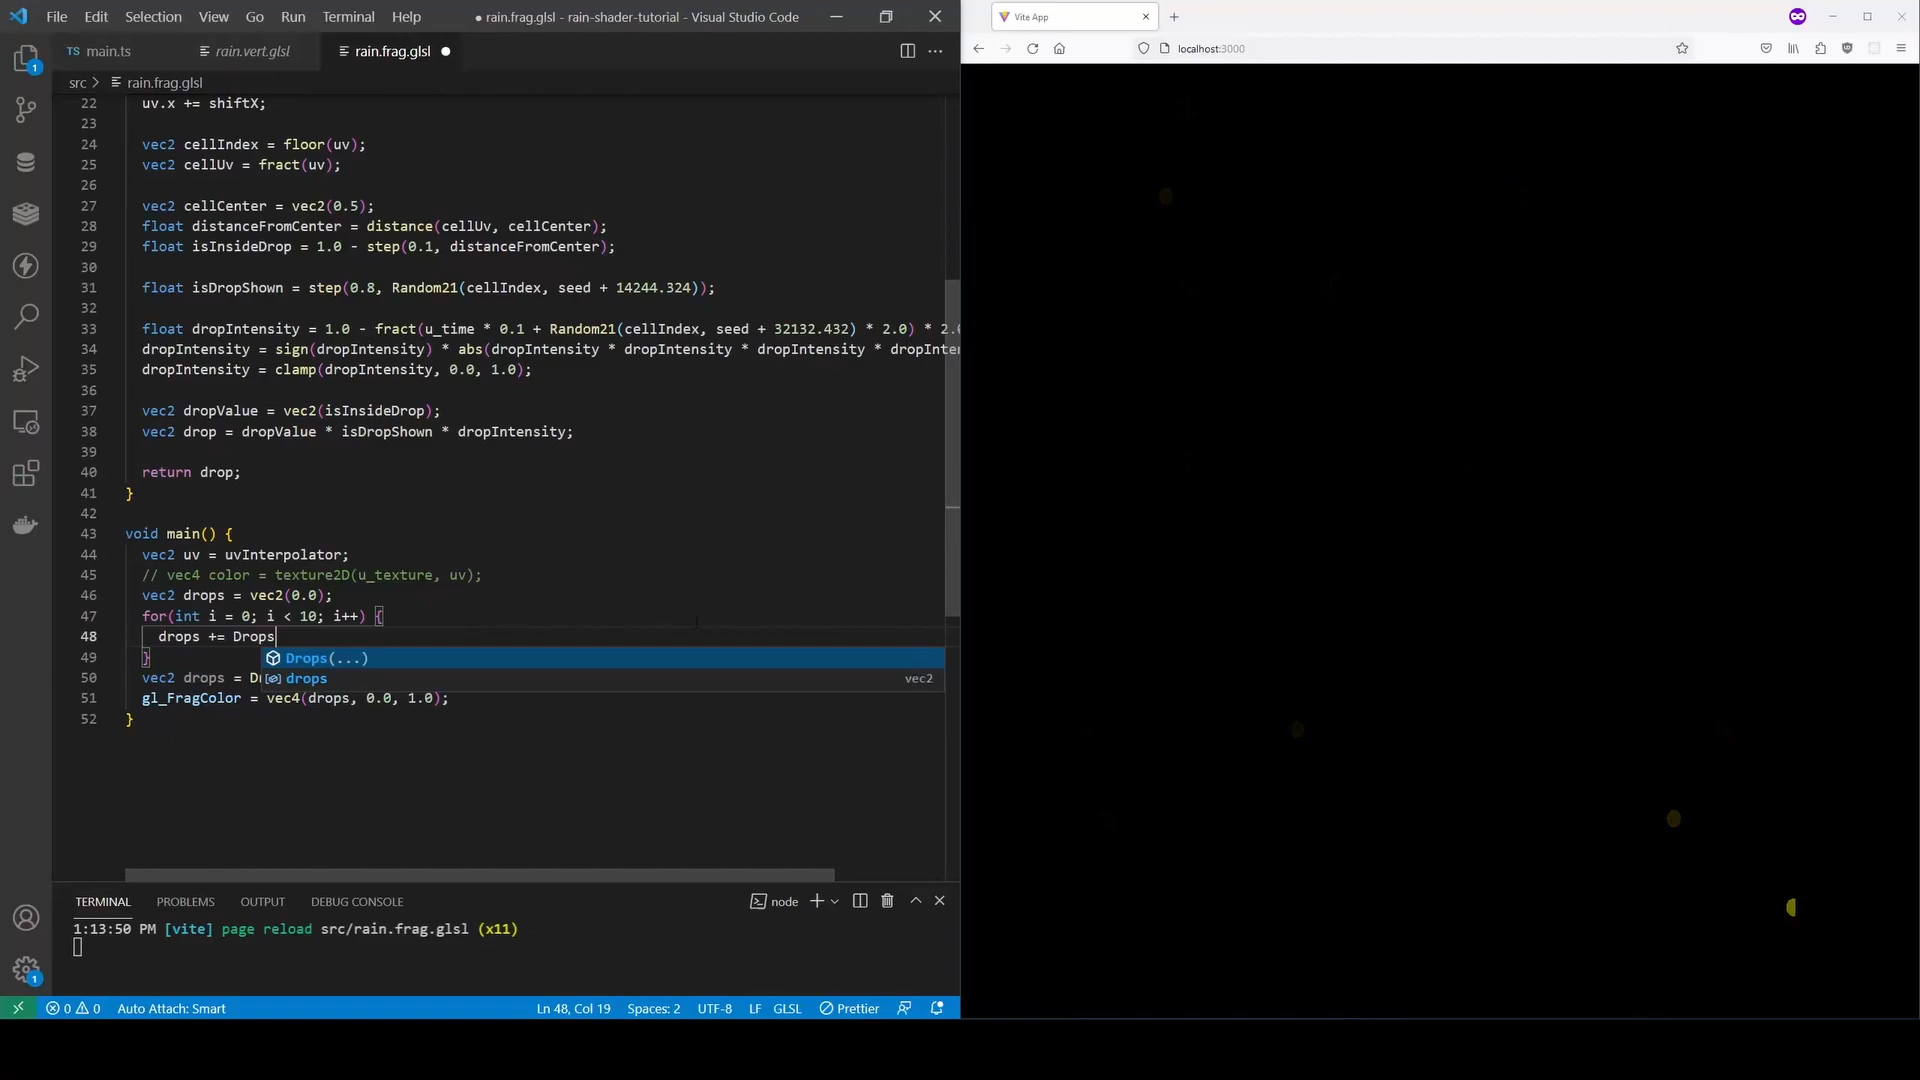 File Edit Selection View Go Run Terminal Help
● rain.frag.glsl - rain-shader-tutorial - Visual Studio Code
TS main.ts
rain.vert.glsl
rain.frag.glsl
src > rain.frag.glsl
22 uv.x += shiftX;
23
24 vec2 cellIndex = floor(uv);
25 vec2 cellUv = fract(uv);
26
27 vec2 cellCenter = vec2(0.5);
28 float distanceFromCenter = distance(cellUv, cellCenter);
29 float isInsideDrop = 1.0 - step(0.1, distanceFromCenter);
30
31 float isDropShown = step(0.8, Random21(cellIndex, seed + 14244.324));
32
33 float dropIntensity = 1.0 - fract(u_time * 0.1 + Random21(cellIndex, seed + 32132.432) * 2.0) * 2.
34 dropIntensity = sign(dropIntensity) * abs(dropIntensity * dropIntensity * dropIntensity * dropInte
35 dropIntensity = clamp(dropIntensity, 0.0, 1.0);
36
37 vec2 dropValue = vec2(isInsideDrop);
38 vec2 drop = dropValue * isDropShown * dropIntensity;
39
40 return drop;
41 }
42
43 void main() {
44 vec2 uv = uvInterpolator;
45 // vec4 color = texture2D(u_texture, uv);
46 vec2 drops = vec2(0.0);
47 for(int i = 0; i < 10; i++) {
48 drops += Drops
49 }
Drops(...)
50 vec2 drops = D
drops vec2
51 gl_FragColor = vec4(drops, 0.0, 1.0);
52 }
TERMINAL PROBLEMS OUTPUT DEBUG CONSOLE
node
1:13:50 PM [vite] page reload src/rain.frag.glsl (x11)
0 0 Auto Attach: Smart
Ln 48, Col 19 Spaces: 2 UTF-8 LF GLSL Prettier
1
1
Vite App
localhost:3000